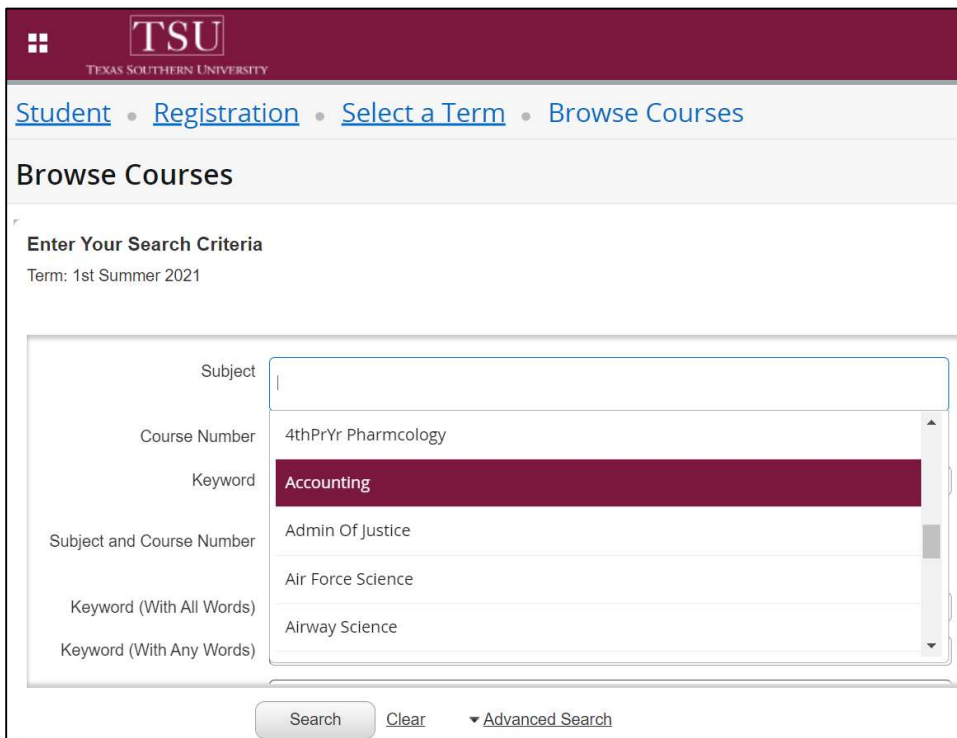 TSU
TEXAS SOUTHERN UNIVERSITY
Student • Registration • Select a Term • Browse Courses
Browse Courses
Enter Your Search Criteria
Term: 1st Summer 2021
Subject
Course Number
4thPrYr Pharmcology
Keyword
Accounting
Subject and Course Number
Admin Of Justice
Air Force Science
Keyword (With All Words)
Airway Science
Keyword (With Any Words)
Search Clear Advanced Search